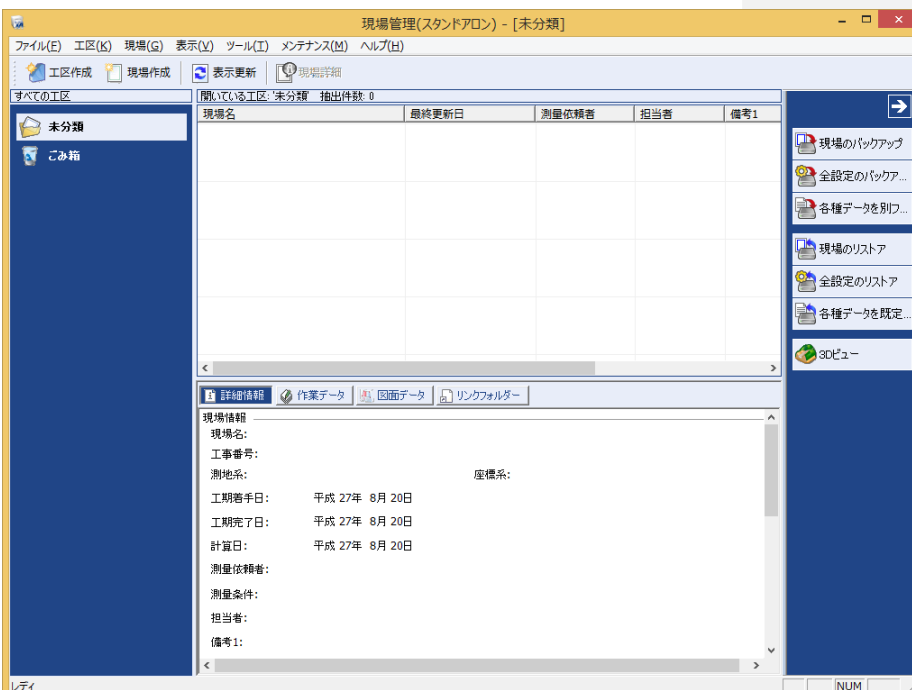 現場管理(スタンドアロン) - [未分類]
ファイル(F) 工区(K) 現場(G) 表示(V) ツール(T) メンテナンス(M) ヘルプ(H)
工区作成 現場作成 表示更新 現場詳細
すべての工区
未分類
ごみ箱
開いている工区: '未分類' 抽出件数: 0
現場名 最終更新日 測量依頼者 担当者 備考1
詳細情報 作業データ 図面データ リンクフォルダー
現場情報
現場名:
工事番号:
測地系: 座標系:
工期着手日: 平成 27年 8月 20日
工期完了日: 平成 27年 8月 20日
計算日: 平成 27年 8月 20日
測量依頼者:
測量条件:
担当者:
備考1:
現場のバックアップ
全設定のバックア...
各種データを別フ...
現場のリストア
全設定のリストア
各種データを既定...
3Dビュー
レディ NUM